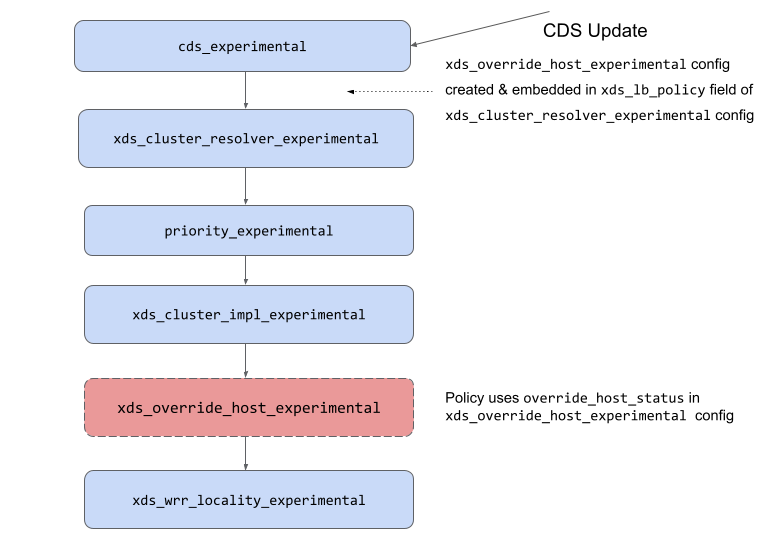 CDS Update
cds_experimental
xds_override_host_experimental config
created & embedded in xds_lb_policy field of
xds_cluster_resolver_experimental config
xds_cluster_resolver_experimental
priority_experimental
xds_cluster_impl_experimental
xds_override_host_experimental
Policy uses override_host_status in
xds_override_host_experimental config
xds_wrr_locality_experimental